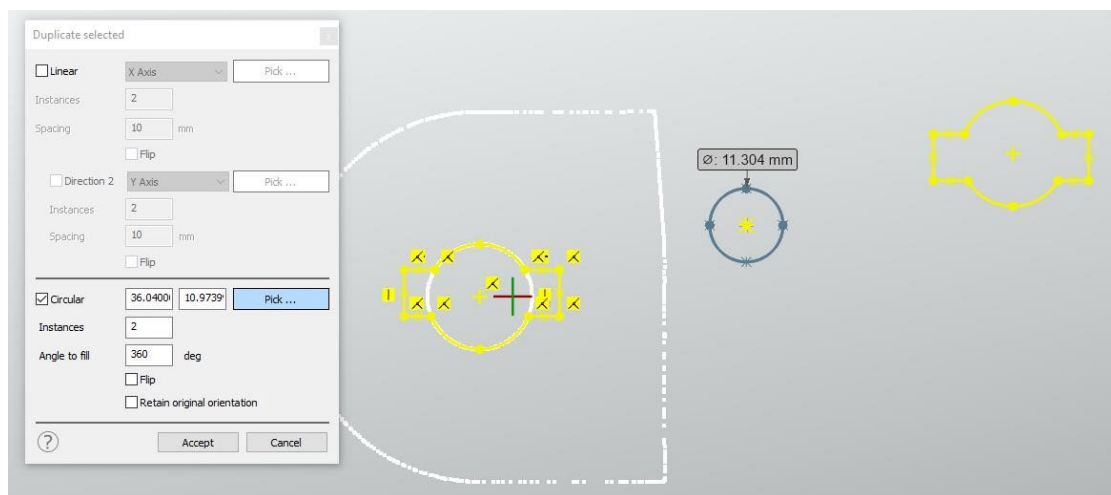 Duplicate selected
Linear X Axis Pick ...
Instances 2
Spacing 10 mm
Flip
Direction 2 Y Axis Pick ...
Instances 2
Spacing 10 mm
Flip
Circular 36.0400 10.9739 Pick ...
Instances 2
Angle to fill 360 deg
Flip
Retain original orientation
? Accept Cancel
Ø: 11.304 mm